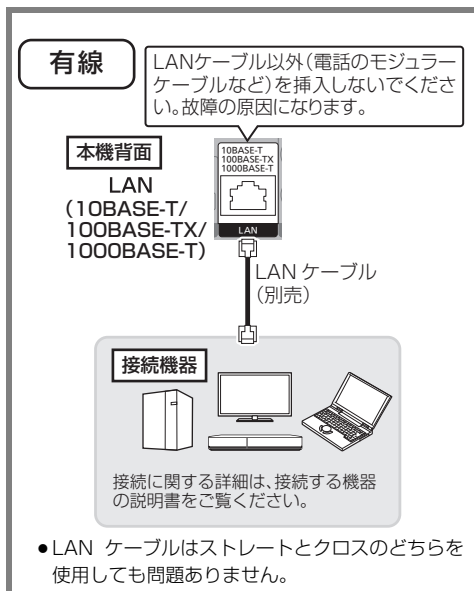 有線
LANケーブル以外（電話のモジュラー
ケーブルなど）を挿入しないでくださ
い。故障の原因になります。
本機背面
LAN
（10BASE-T/
100BASE-TX/
1000BASE-T）
10BASE-T
100BASE-TX
1000BASE-T
LAN
LAN ケーブル
（別売）
接続機器
接続に関する詳細は、接続する機器
の説明書をご覧ください。
●LAN ケーブルはストレートとクロスのどちらを
使用しても問題ありません。